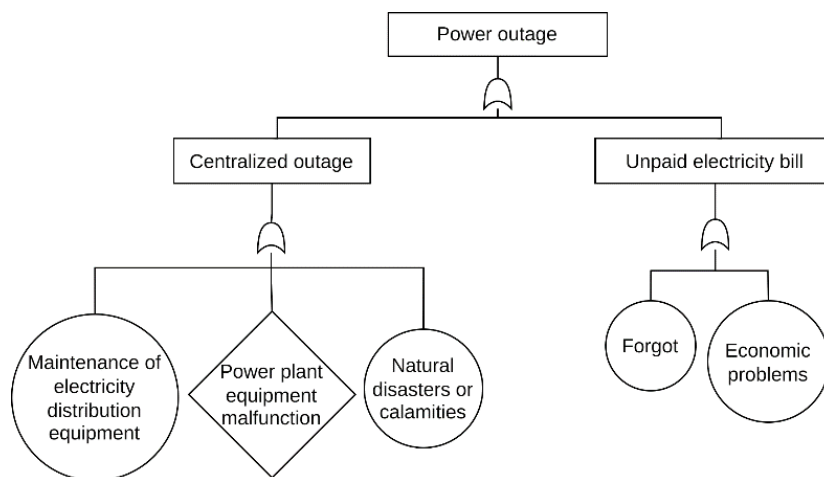 Power outage
Centralized outage
Unpaid electricity bill
Maintenance of
electricity
distribution
equipment
Power plant
equipment
malfunction
Natural
disasters or
calamities
Forgot
Economic
problems